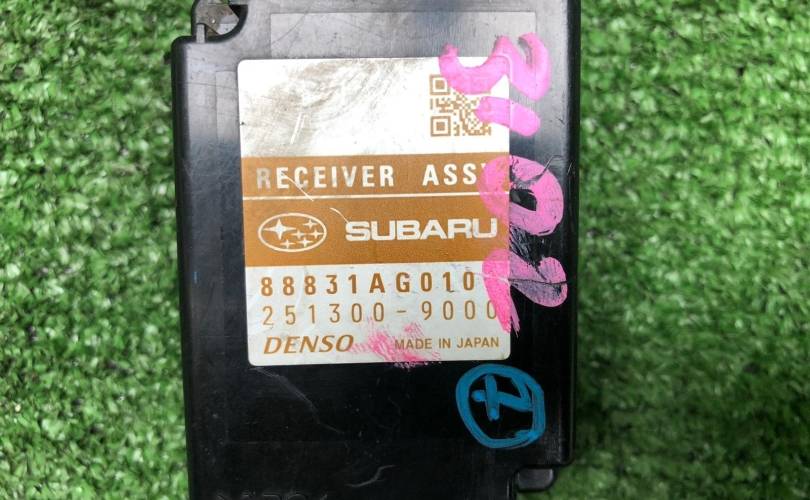 RECEIVER ASSY
SUBARU
88831AG010
251300-9000
DENSO MADE IN JAPAN